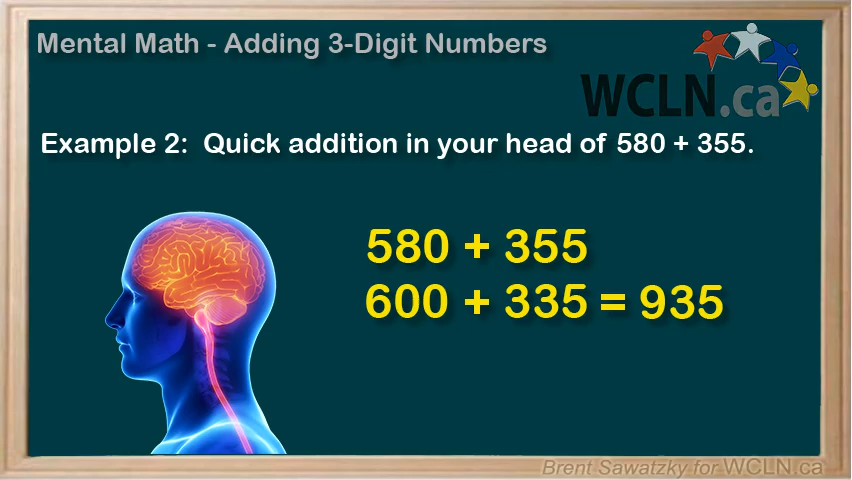 Mental Math - Adding 3-Digit Numbers
WCLN.ca
Example 2:  Quick addition in your head of 580 + 355.
580 + 355
600 + 335 = 935
Brent Sawatzky for WCLN.ca